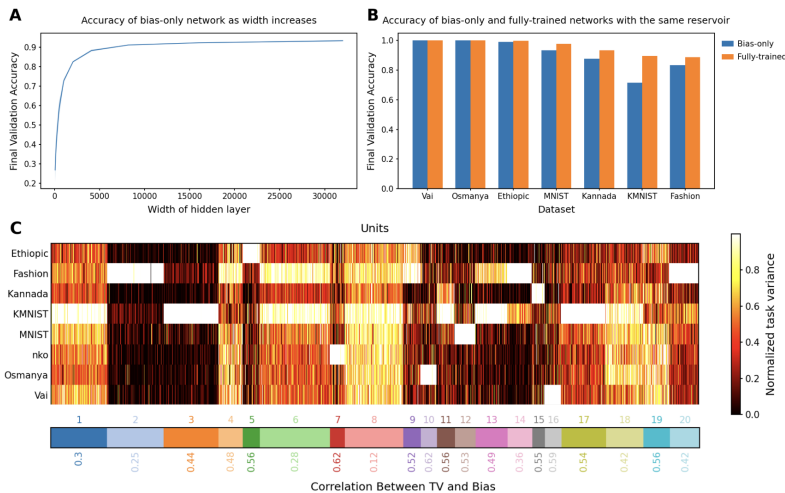 A
Accuracy of bias-only network as width increases
Final Validation Accuracy
0.9
0.8
0.7
0.6
0.5
0.4
0.3
0.2
0 5000 10000 15000 20000 25000 30000
Width of hidden layer
B
Accuracy of bias-only and fully-trained networks with the same reservoir
Final Validation Accuracy
1.0
0.8
0.6
0.4
0.2
0.0
Vai Osmanya Ethiopic MNIST Kannada KMNIST Fashion
Dataset
Bias-only
Fully-trained
C
Units
Ethiopic
Fashion
Kannada
KMNIST
MNIST
nko
Osmanya
Vai
0.8
0.6
0.4
0.2
0.0
Normalized task variance
1 2 3 4 5 6 7 8 9 10 11 12 13 14 15 16 17 18 19 20
0.3 0.25 0.44 0.48 0.56 0.28 0.62 0.12 0.52 0.62 0.56 0.53 0.49 0.36 0.55 0.59 0.54 0.2 0.56 0.42
Correlation Between TV and Bias